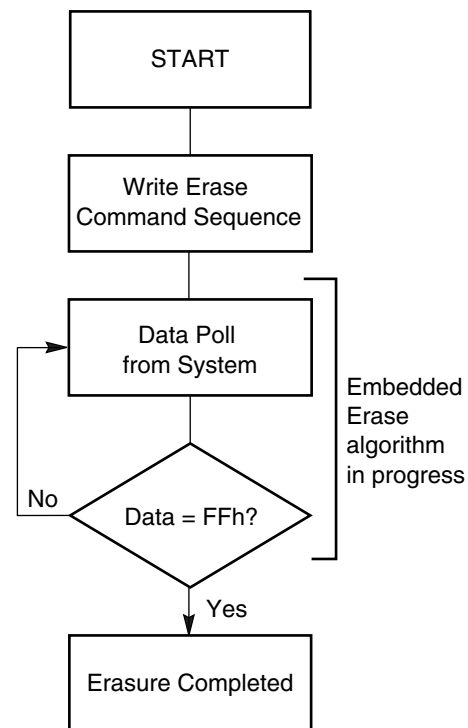 START
Write Erase
Command Sequence
Data Poll
from System
Embedded
Erase
algorithm
in progress
No
Data = FFh?
Yes
Erasure Completed